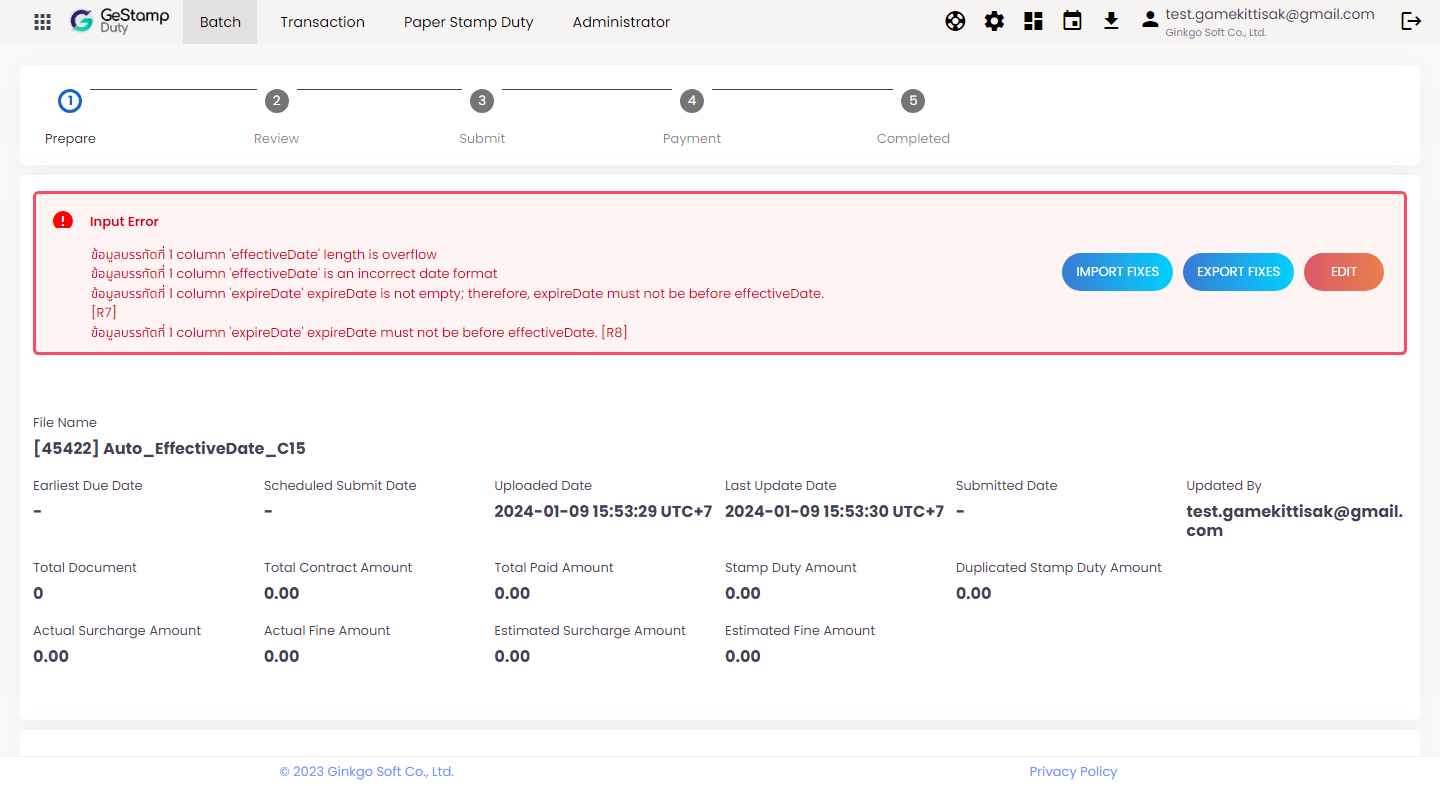 GeStamp
Duty
Batch
Transaction
Paper Stamp Duty
Administrator
test.gamekittisak@gmail.com
Ginkgo Soft Co., Ltd.
1
2
3
4
5
Prepare
Review
Submit
Payment
Completed
Input Error
ข้อมูลบรรทัดที่ 1 column 'effectiveDate' length is overflow
ข้อมูลบรรทัดที่ 1 column 'effectiveDate' is an incorrect date format
ข้อมูลบรรทัดที่ 1 column 'expireDate' expireDate is not empty; therefore, expireDate must not be before effectiveDate.
[R7]
ข้อมูลบรรทัดที่ 1 column 'expireDate' expireDate must not be before effectiveDate. [R8]
IMPORT FIXES
EXPORT FIXES
EDIT
File Name
[45422] Auto_EffectiveDate_C15
Earliest Due Date
Scheduled Submit Date
Uploaded Date
Last Update Date
Submitted Date
Updated By
-
-
2024-01-09 15:53:29 UTC+7
2024-01-09 15:53:30 UTC+7
-
test.gamekittisak@gmail.
com
Total Document
Total Contract Amount
Total Paid Amount
Stamp Duty Amount
Duplicated Stamp Duty Amount
0
0.00
0.00
0.00
0.00
Actual Surcharge Amount
Actual Fine Amount
Estimated Surcharge Amount
Estimated Fine Amount
0.00
0.00
0.00
0.00
© 2023 Ginkgo Soft Co., Ltd.
Privacy Policy